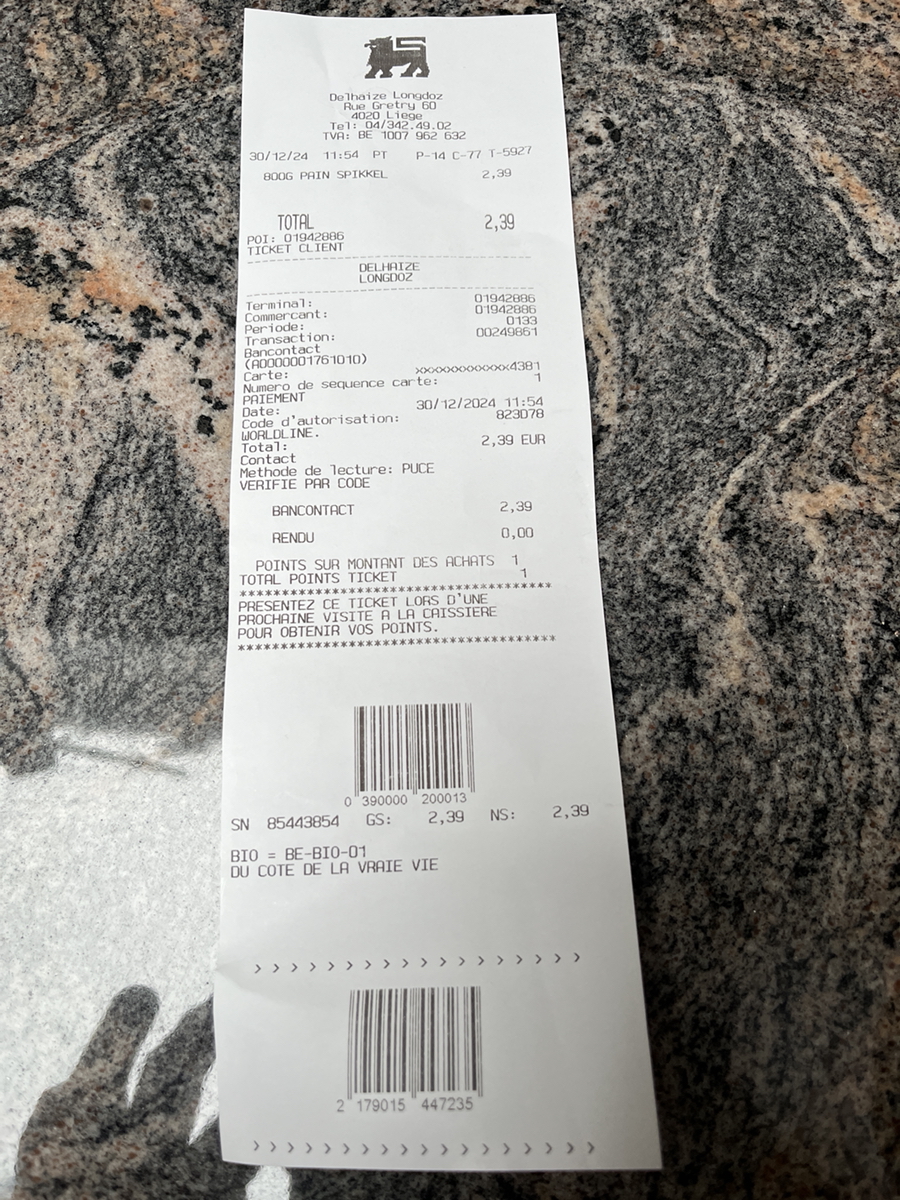 Delhaize Longdoz
Rue Gretry 60
4020 Liege
Tel: 04/342.49.02
TVA: BE 1007 962 632
30/12/24 11:54 PT P-14 C-77 T-5927
800G PAIN SPIKKEL 2,39
TOTAL 2,39
POI: 01942886
TICKET CLIENT
DELHAIZE
LONGDOZ
Terminal: 01942886
Commercant: 01942886
Periode: 0133
Transaction: 00249861
Bancontact
(A0000001761010)
Carte: xxxxxxxxxxxxx4381
Numero de sequence carte: 1
PAIEMENT
Date: 30/12/2024 11:54
Code d'autorisation: 823078
WORLDLINE.
Total: 2,39 EUR
Contact
Methode de lecture: PUCE
VERIFIE PAR CODE
BANCONTACT 2,39
RENDU 0,00
POINTS SUR MONTANT DES ACHATS 1
TOTAL POINTS TICKET 1
***********************************
PRESENTEZ CE TICKET LORS D'UNE
PROCHAINE VISITE A LA CAISSIERE
POUR OBTENIR VOS POINTS.
***********************************
0 390000 200013
SN 85443854 GS: 2,39 NS: 2,39
BIO = BE-BIO-01
DU COTE DE LA VRAIE VIE
› › › › › › › › › › › › › › › › › ›
2 179015 447235
› › › › › › › › › › › › › › › › › › ›